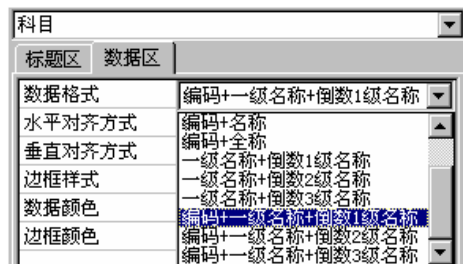 科目
标题区 数据区
数据格式 编码+一级名称+倒数1级名称
水平对齐方式
垂直对齐方式
边框样式
数据颜色
边框颜色
编码+名称
编码+全称
一级名称+倒数1级名称
一级名称+倒数2级名称
一级名称+倒数3级名称
编码+一级名称+倒数1级名称
编码+一级名称+倒数2级名称
编码+一级名称+倒数3级名称